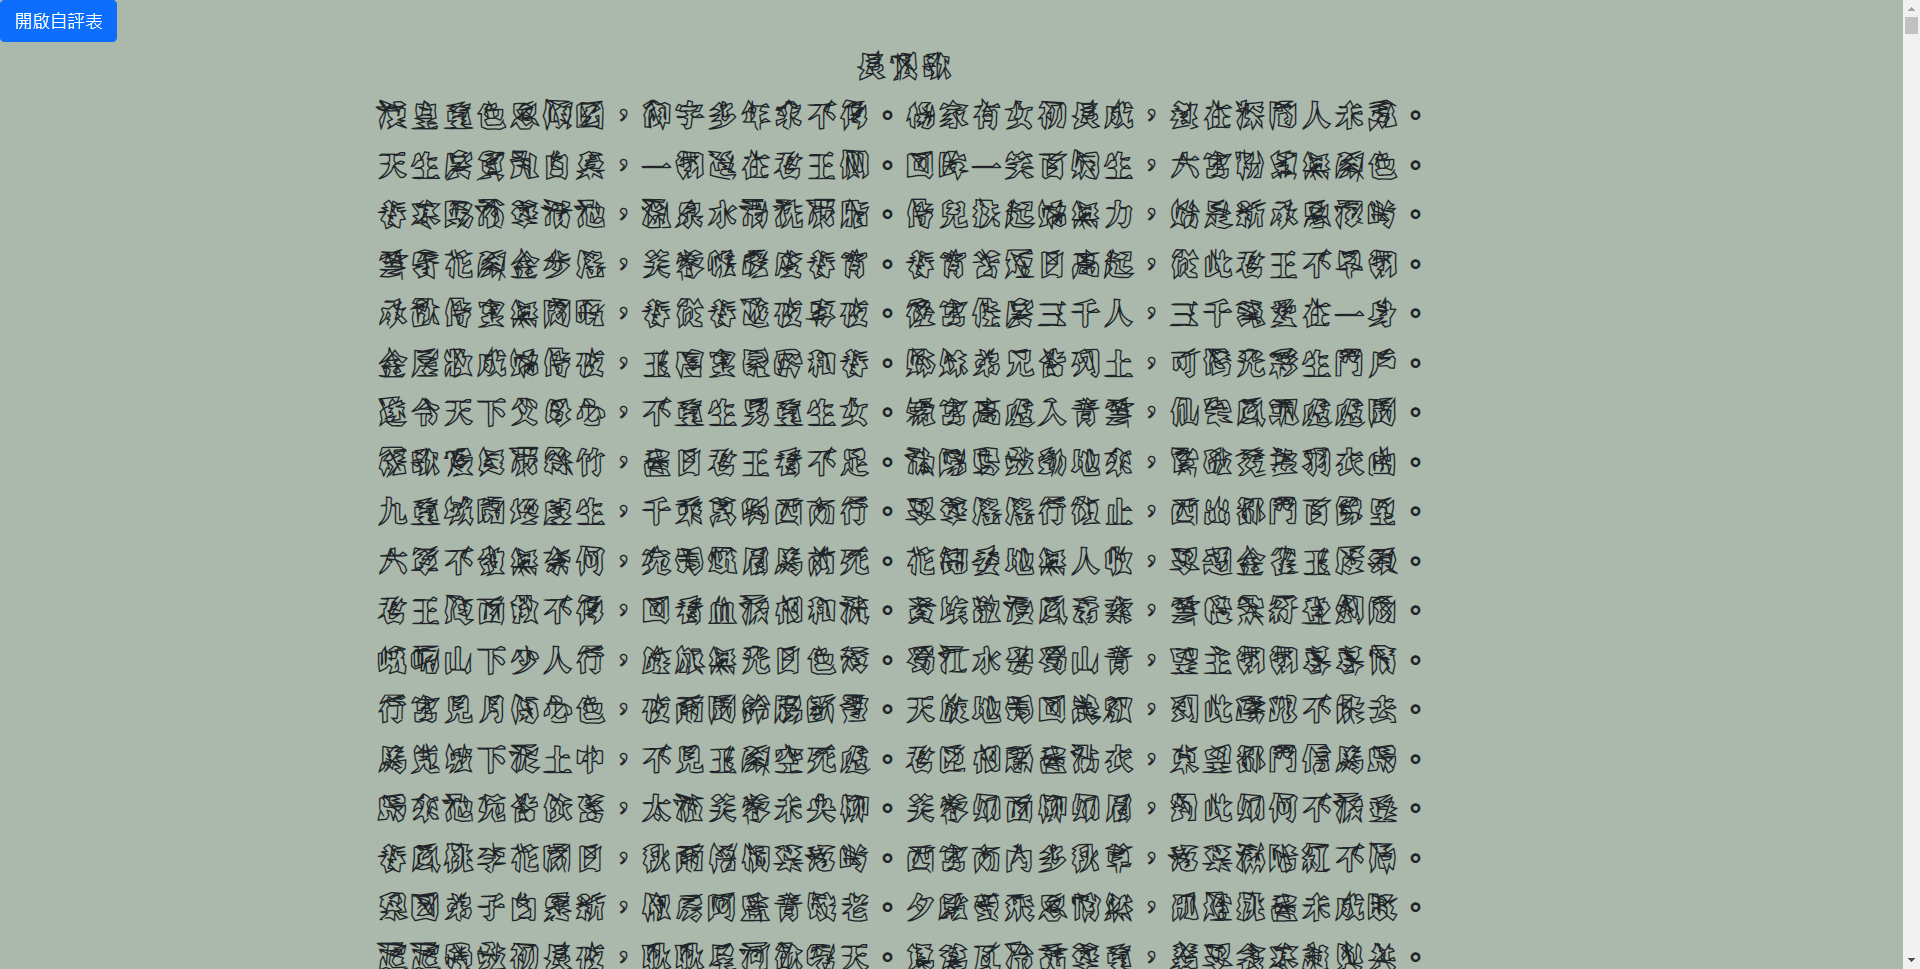 開啟自評表
長恨歌
漢皇重色思傾國，御宇多年求不得。楊家有女初長成，養在深閨人未識。
天生麗質難自棄，一朝選在君王側。回眸一笑百媚生，六宮粉黛無顏色。
春寒賜浴華清池，溫泉水滑洗凝脂。侍兒扶起嬌無力，始是新承恩澤時。
雲鬢花顏金步搖，芙蓉帳暖度春宵。春宵苦短日高起，從此君王不早朝。
承歡侍宴無閒暇，春從春遊夜專夜。後宮佳麗三千人，三千寵愛在一身。
金屋妝成嬌侍夜，玉樓宴罷醉和春。姊妹弟兄皆列土，可憐光彩生門戶。
遂令天下父母心，不重生男重生女。驪宮高處入青雲，仙樂風飄處處聞。
緩歌慢舞凝絲竹，盡日君王看不足。漁陽鼙鼓動地來，驚破霓裳羽衣曲。
九重城闕煙塵生，千乘萬騎西南行。翠華搖搖行復止，西出都門百餘里。
六軍不發無奈何，宛轉蛾眉馬前死。花鈿委地無人收，翠翹金雀玉搔頭。
君王掩面救不得，回看血淚相和流。黃埃散漫風蕭索，雲棧縈紆登劍閣。
峨嵋山下少人行，旌旗無光日色薄。蜀江水碧蜀山青，聖主朝朝暮暮情。
行宮見月傷心色，夜雨聞鈴腸斷聲。天旋地轉回龍馭，到此躊躇不能去。
馬嵬坡下泥土中，不見玉顏空死處。君臣相顧盡沾衣，東望都門信馬歸。
歸來池苑皆依舊，太液芙蓉未央柳。芙蓉如面柳如眉，對此如何不淚垂。
春風桃李花開日，秋雨梧桐葉落時。西宮南內多秋草，落葉滿階紅不掃。
梨園弟子白髮新，椒房阿監青娥老。夕殿螢飛思悄然，孤燈挑盡未成眠。
遲遲鐘鼓初長夜，耿耿星河欲曙天。鴛鴦瓦冷霜華重，翡翠衾寒誰與共。